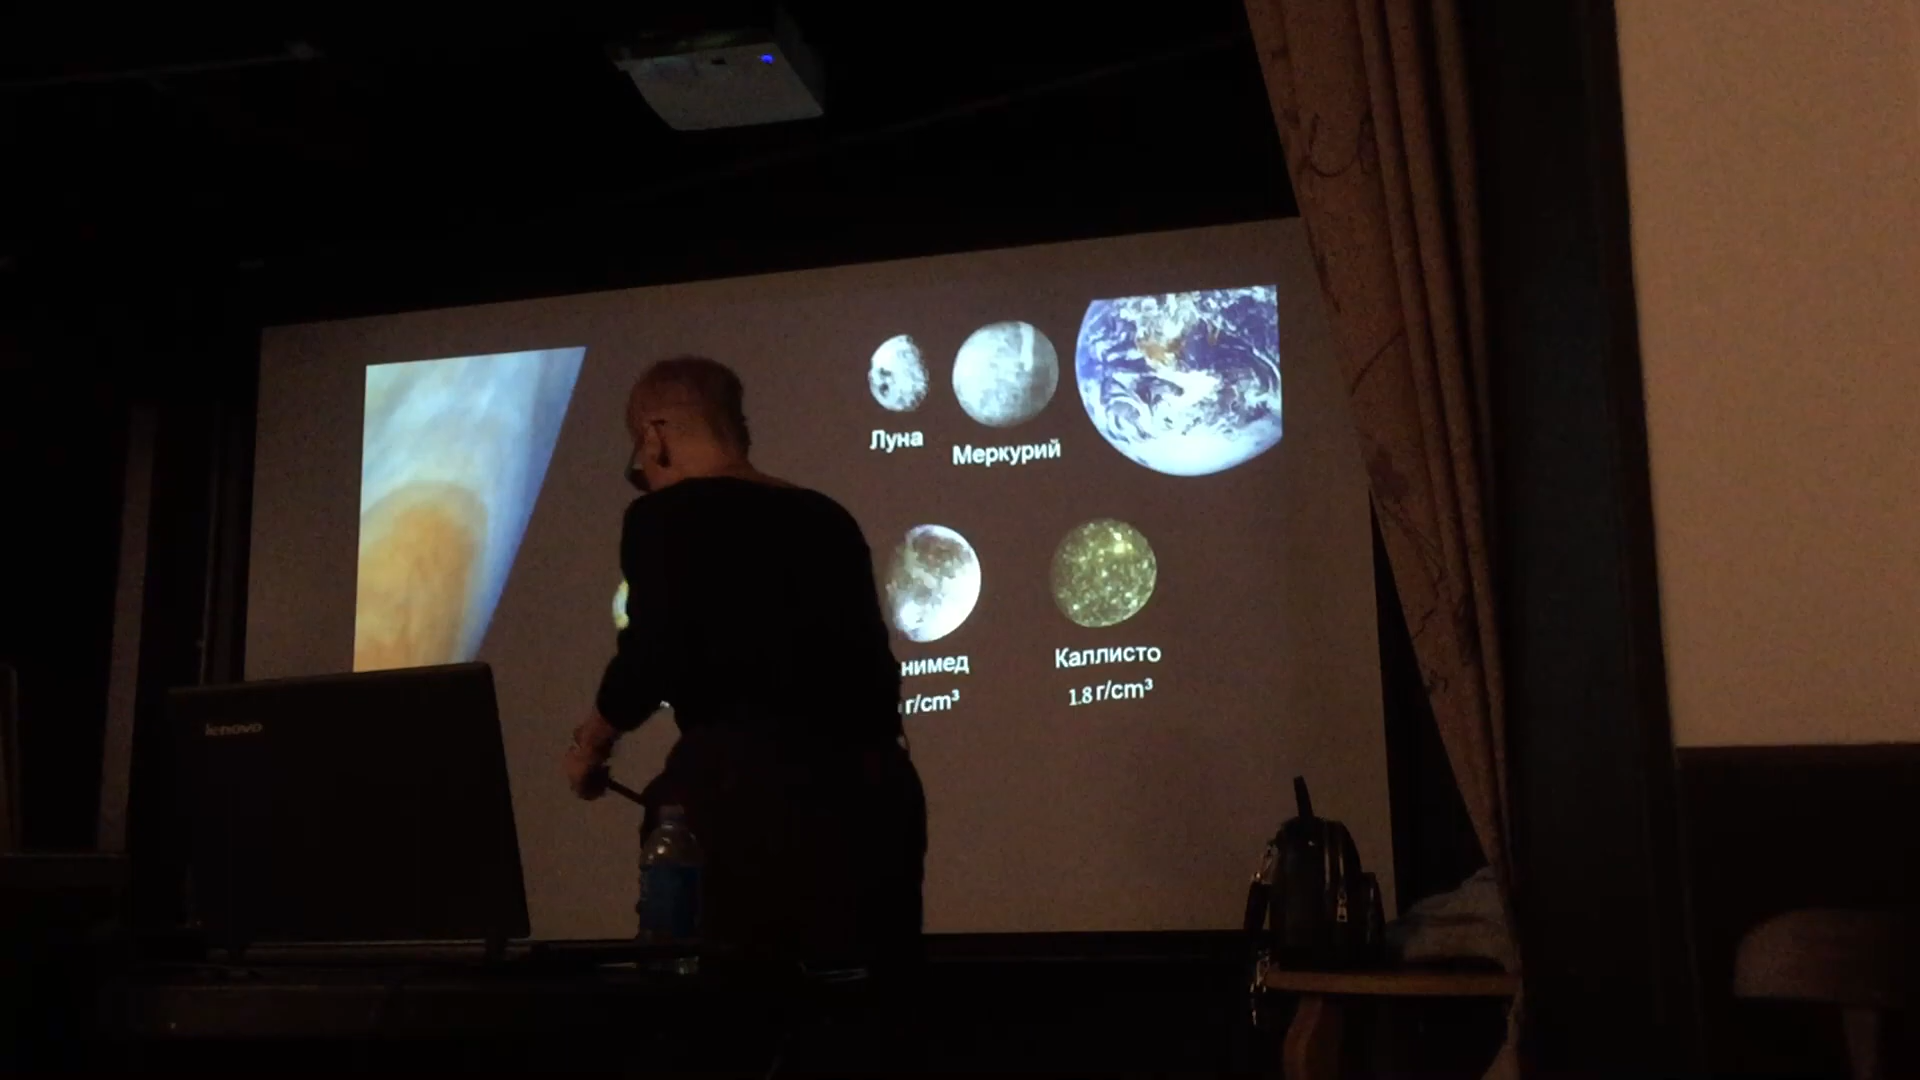 Луна
Меркурий
нимед
Каллисто
г/cm³
1.8 г/cm³
lenovo